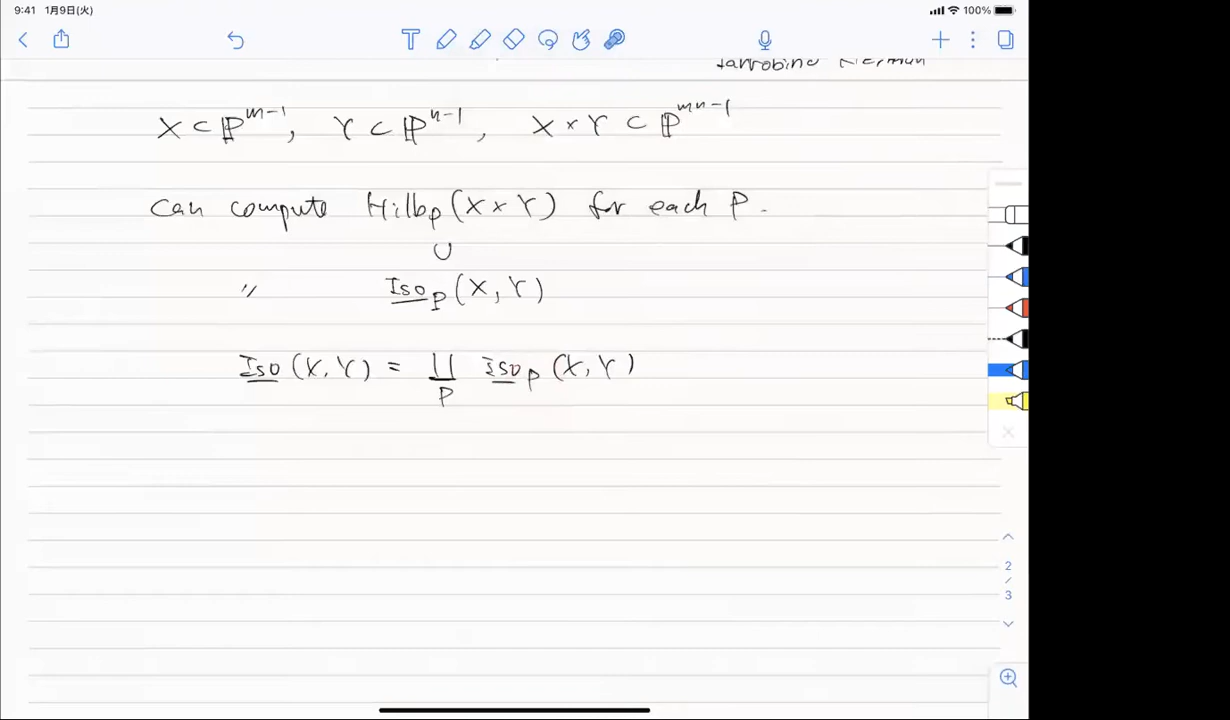 9:41 1月9日(火) 100%
Iarrobino
X ⊂ ℙ^{m-1}, Y ⊂ ℙ^{n-1}, X × Y ⊂ ℙ^{mn-1}
Can compute Hilb_P(X × Y) for each P.
∪
〃 Iso_P(X, Y)
Iso(X, Y) = ∐_P Iso_P(X, Y)
2
/
3